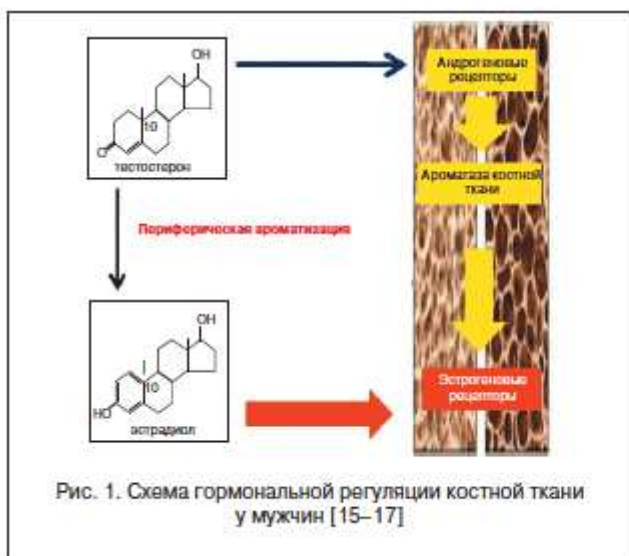 OH
10
O
тестостерон
Андрогеновые
рецепторы
Ароматаза костной
ткани
Периферическая ароматизация
OH
10
HO
эстрадиол
Эстрогеновые
рецепторы
Рис. 1. Схема гормональной регуляции костной ткани
у мужчин [15–17]